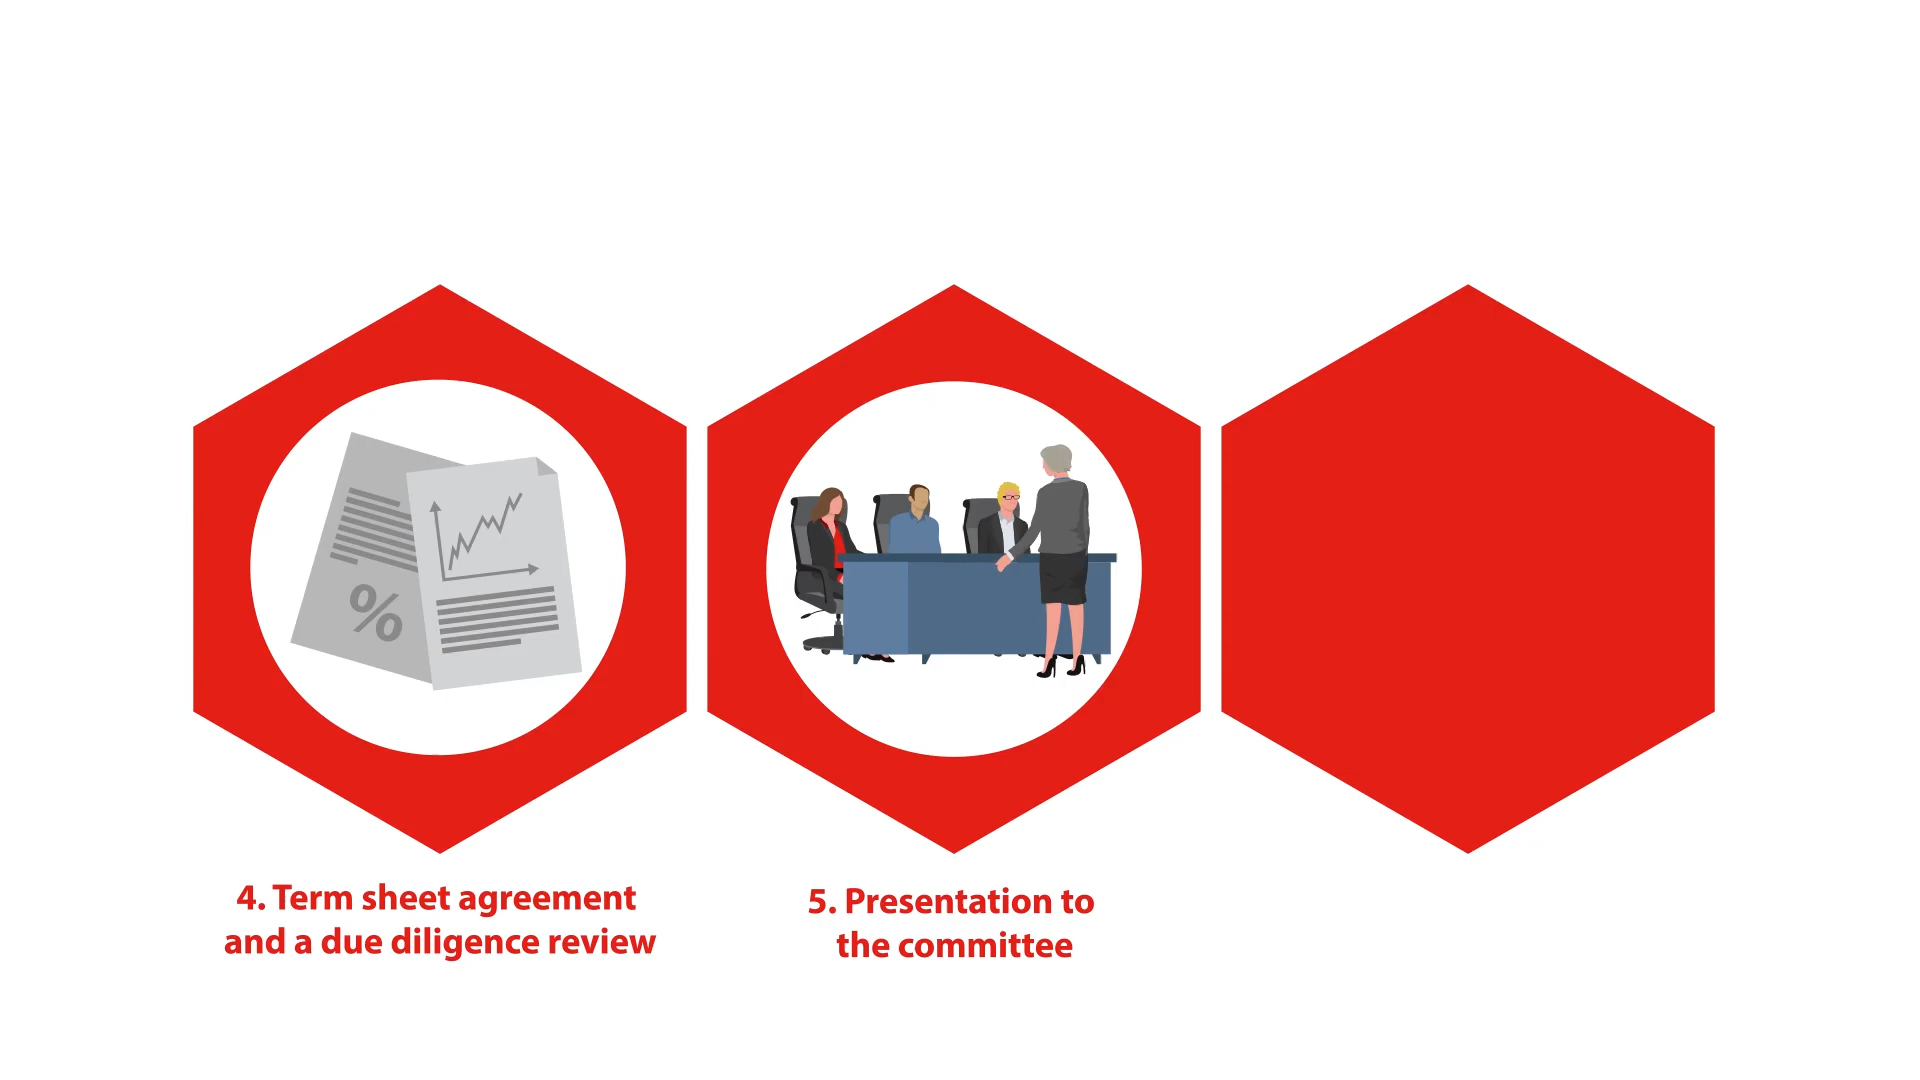 4. Term sheet agreement
and a due diligence review
5. Presentation to
the committee
%